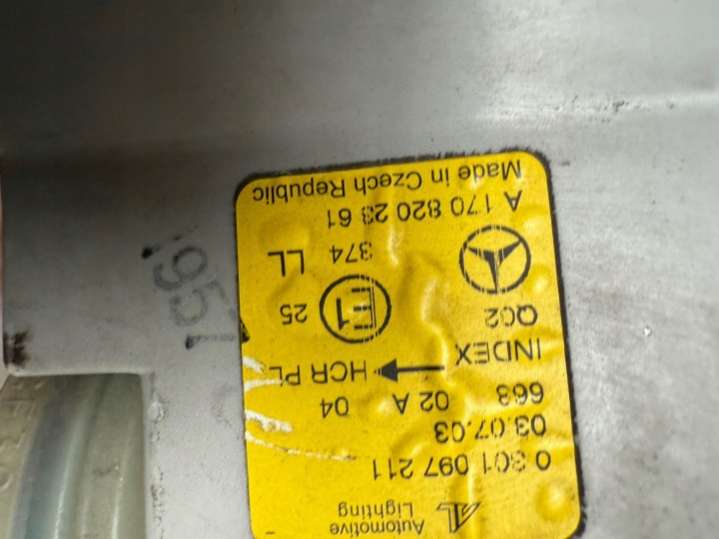 AL Automotive
Lighting
0 301 097 211
03.07.03
663 02 A 04
INDEX ← HCR PL
QC2 E1 25
374 LL
A 170 820 23 61
Made in Czech Republic